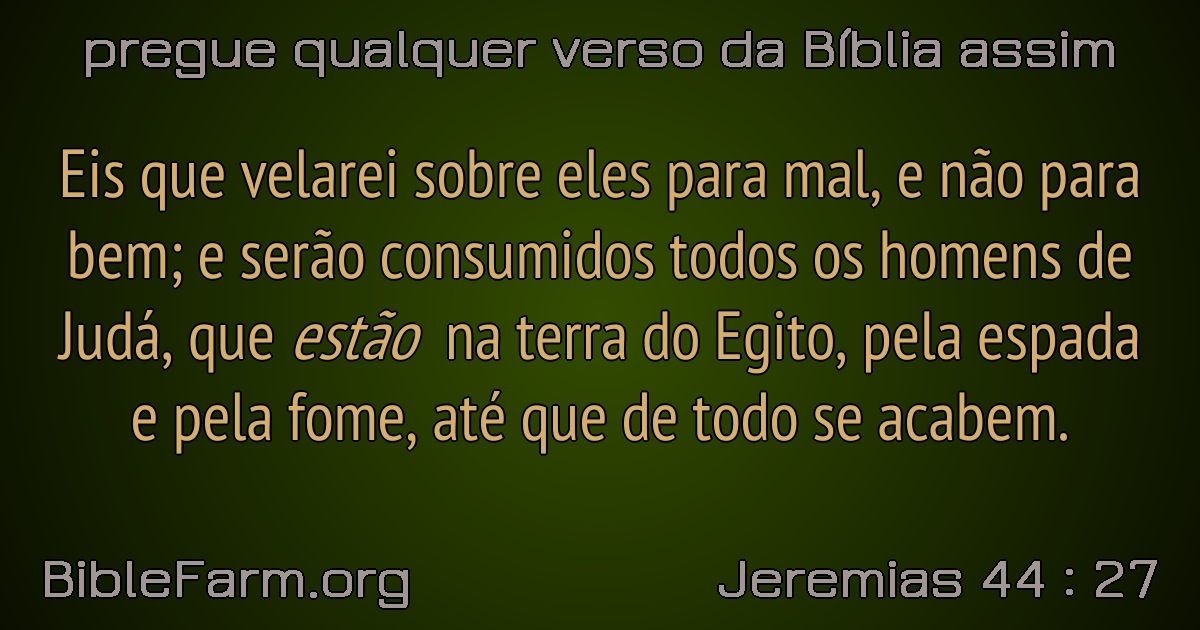 pregue qualquer verso da Bíblia assim
Eis que velarei sobre eles para mal, e não para
bem; e serão consumidos todos os homens de
Judá, que estão na terra do Egito, pela espada
e pela fome, até que de todo se acabem.
BibleFarm.org
Jeremias 44 : 27